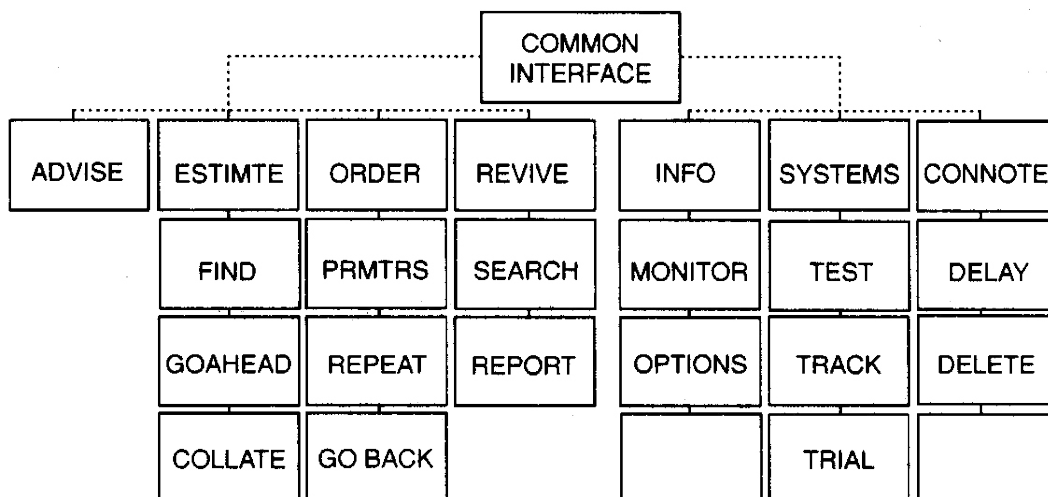 COMMON
INTERFACE
ADVISE ESTIMTE ORDER REVIVE INFO SYSTEMS CONNOTE
FIND PRMTRS SEARCH MONITOR TEST DELAY
GOAHEAD REPEAT REPORT OPTIONS TRACK DELETE
COLLATE GO BACK TRIAL